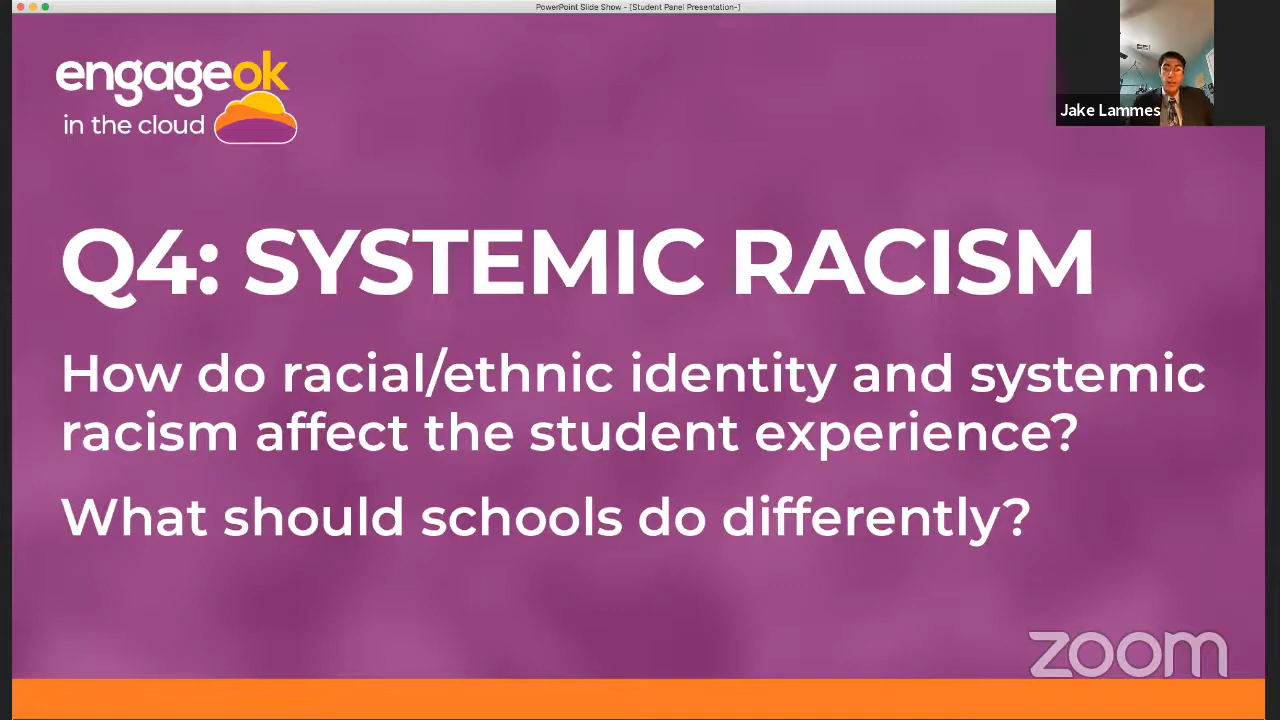 PowerPoint Slide Show - [Student Panel Presentation-]
engageok
in the cloud
Jake Lammes
Q4: SYSTEMIC RACISM
How do racial/ethnic identity and systemic
racism affect the student experience?
What should schools do differently?
zoom